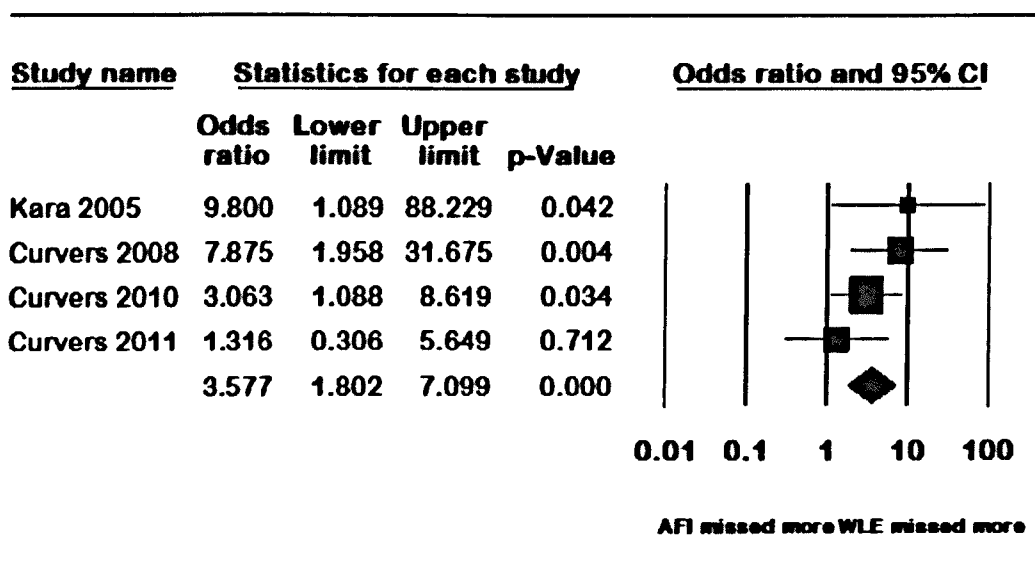 Study name Statistics for each study Odds ratio and 95% CI
Odds Lower Upper
ratio limit limit p-Value
Kara 2005 9.800 1.089 88.229 0.042
Curvers 2008 7.875 1.958 31.675 0.004
Curvers 2010 3.063 1.088 8.619 0.034
Curvers 2011 1.316 0.306 5.649 0.712
3.577 1.802 7.099 0.000
0.01 0.1 1 10 100
AFI missed more WLE missed more